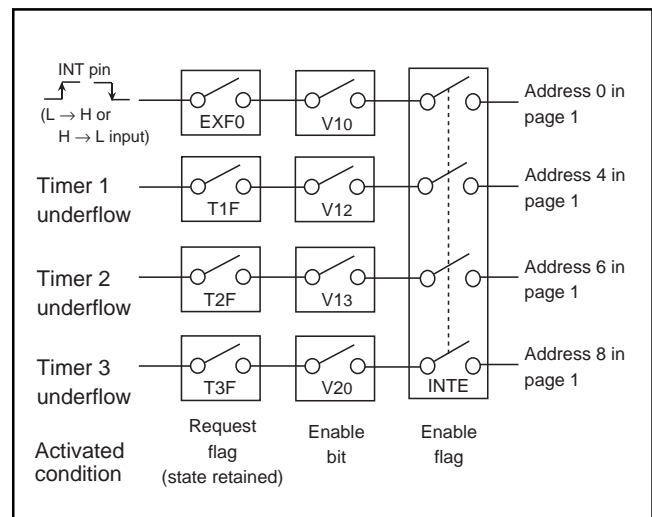 INT pin
(L → H or
H → L input)
EXF0
V10
Address 0 in
page 1
Timer 1
underflow
T1F
V12
Address 4 in
page 1
Timer 2
underflow
T2F
V13
Address 6 in
page 1
Timer 3
underflow
T3F
V20
INTE
Address 8 in
page 1
Activated
condition
Request
flag
(state retained)
Enable
bit
Enable
flag